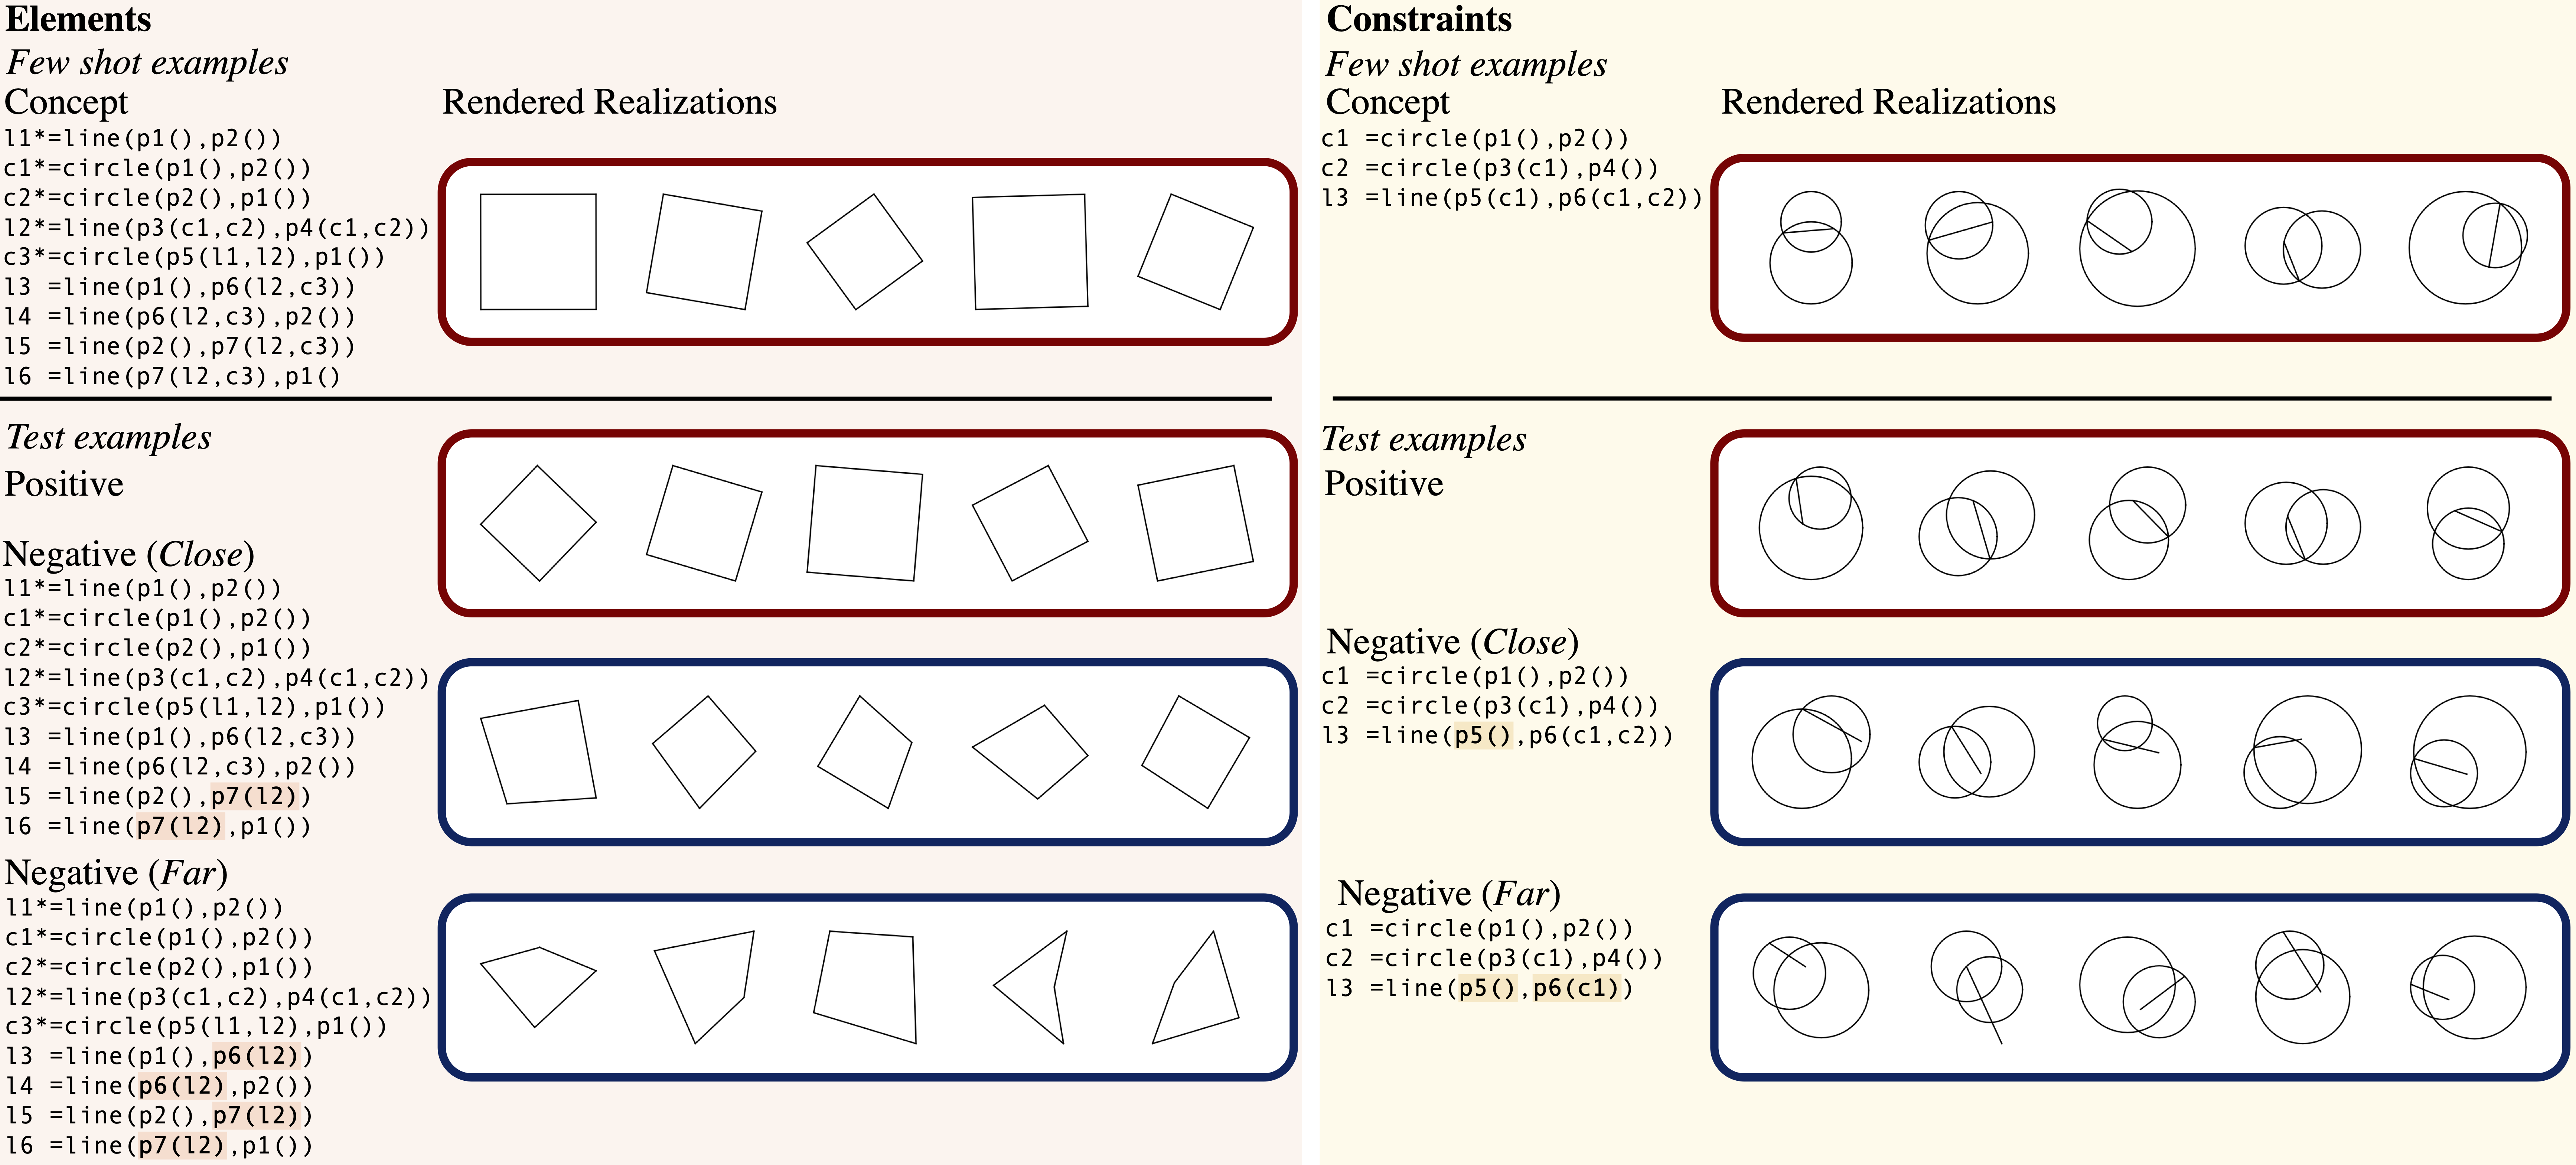 Elements
Few shot examples
Concept
Rendered Realizations
l1*=line(p1(),p2())
c1*=circle(p1(),p2())
c2*=circle(p2(),p1())
l2*=line(p3(c1,c2),p4(c1,c2))
c3*=circle(p5(l1,l2),p1())
l3 =line(p1(),p6(l2,c3))
l4 =line(p6(l2,c3),p2())
l5 =line(p2(),p7(l2,c3))
l6 =line(p7(l2,c3),p1()
Test examples
Positive
Negative (Close)
l1*=line(p1(),p2())
c1*=circle(p1(),p2())
c2*=circle(p2(),p1())
l2*=line(p3(c1,c2),p4(c1,c2))
c3*=circle(p5(l1,l2),p1())
l3 =line(p1(),p6(l2,c3))
l4 =line(p6(l2,c3),p2())
l5 =line(p2(),p7(l2))
l6 =line(p7(l2),p1())
Negative (Far)
l1*=line(p1(),p2())
c1*=circle(p1(),p2())
c2*=circle(p2(),p1())
l2*=line(p3(c1,c2),p4(c1,c2))
c3*=circle(p5(l1,l2),p1())
l3 =line(p1(),p6(l2))
l4 =line(p6(l2),p2())
l5 =line(p2(),p7(l2))
l6 =line(p7(l2),p1())
Constraints
Few shot examples
Concept
Rendered Realizations
c1 =circle(p1(),p2())
c2 =circle(p3(c1),p4())
l3 =line(p5(c1),p6(c1,c2))
Test examples
Positive
Negative (Close)
c1 =circle(p1(),p2())
c2 =circle(p3(c1),p4())
l3 =line(p5(),p6(c1,c2))
Negative (Far)
c1 =circle(p1(),p2())
c2 =circle(p3(c1),p4())
l3 =line(p5(),p6(c1))